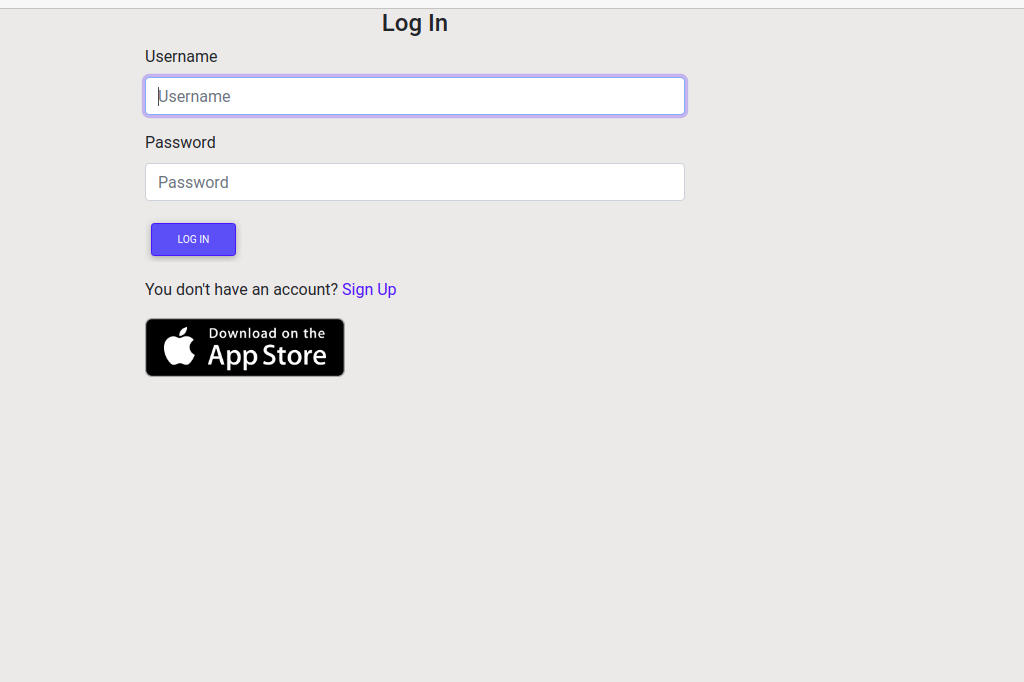 Log In
Username
Username
Password
Password
LOG IN
You don't have an account? Sign Up
Download on the
App Store